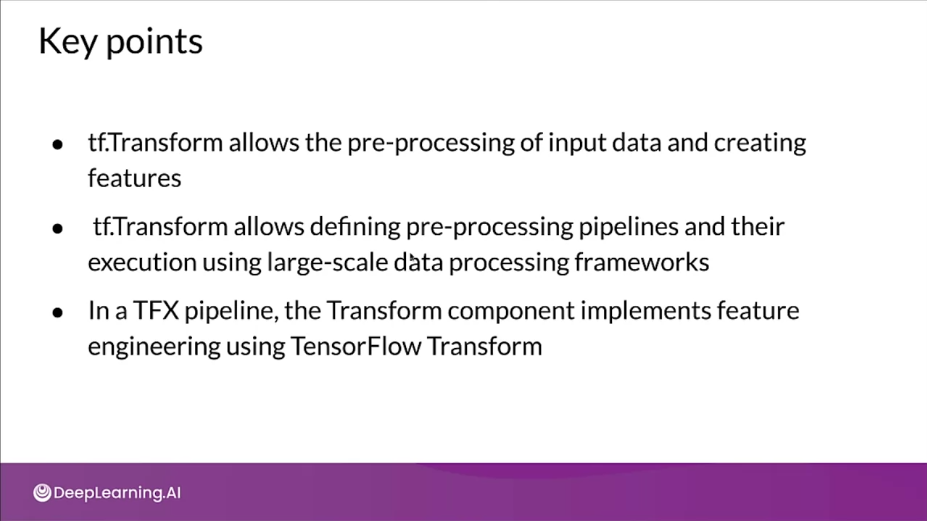 Key points
● tf.Transform allows the pre-processing of input data and creating
features
● tf.Transform allows defining pre-processing pipelines and their
execution using large-scale data processing frameworks
● In a TFX pipeline, the Transform component implements feature
engineering using TensorFlow Transform
DeepLearning.AI